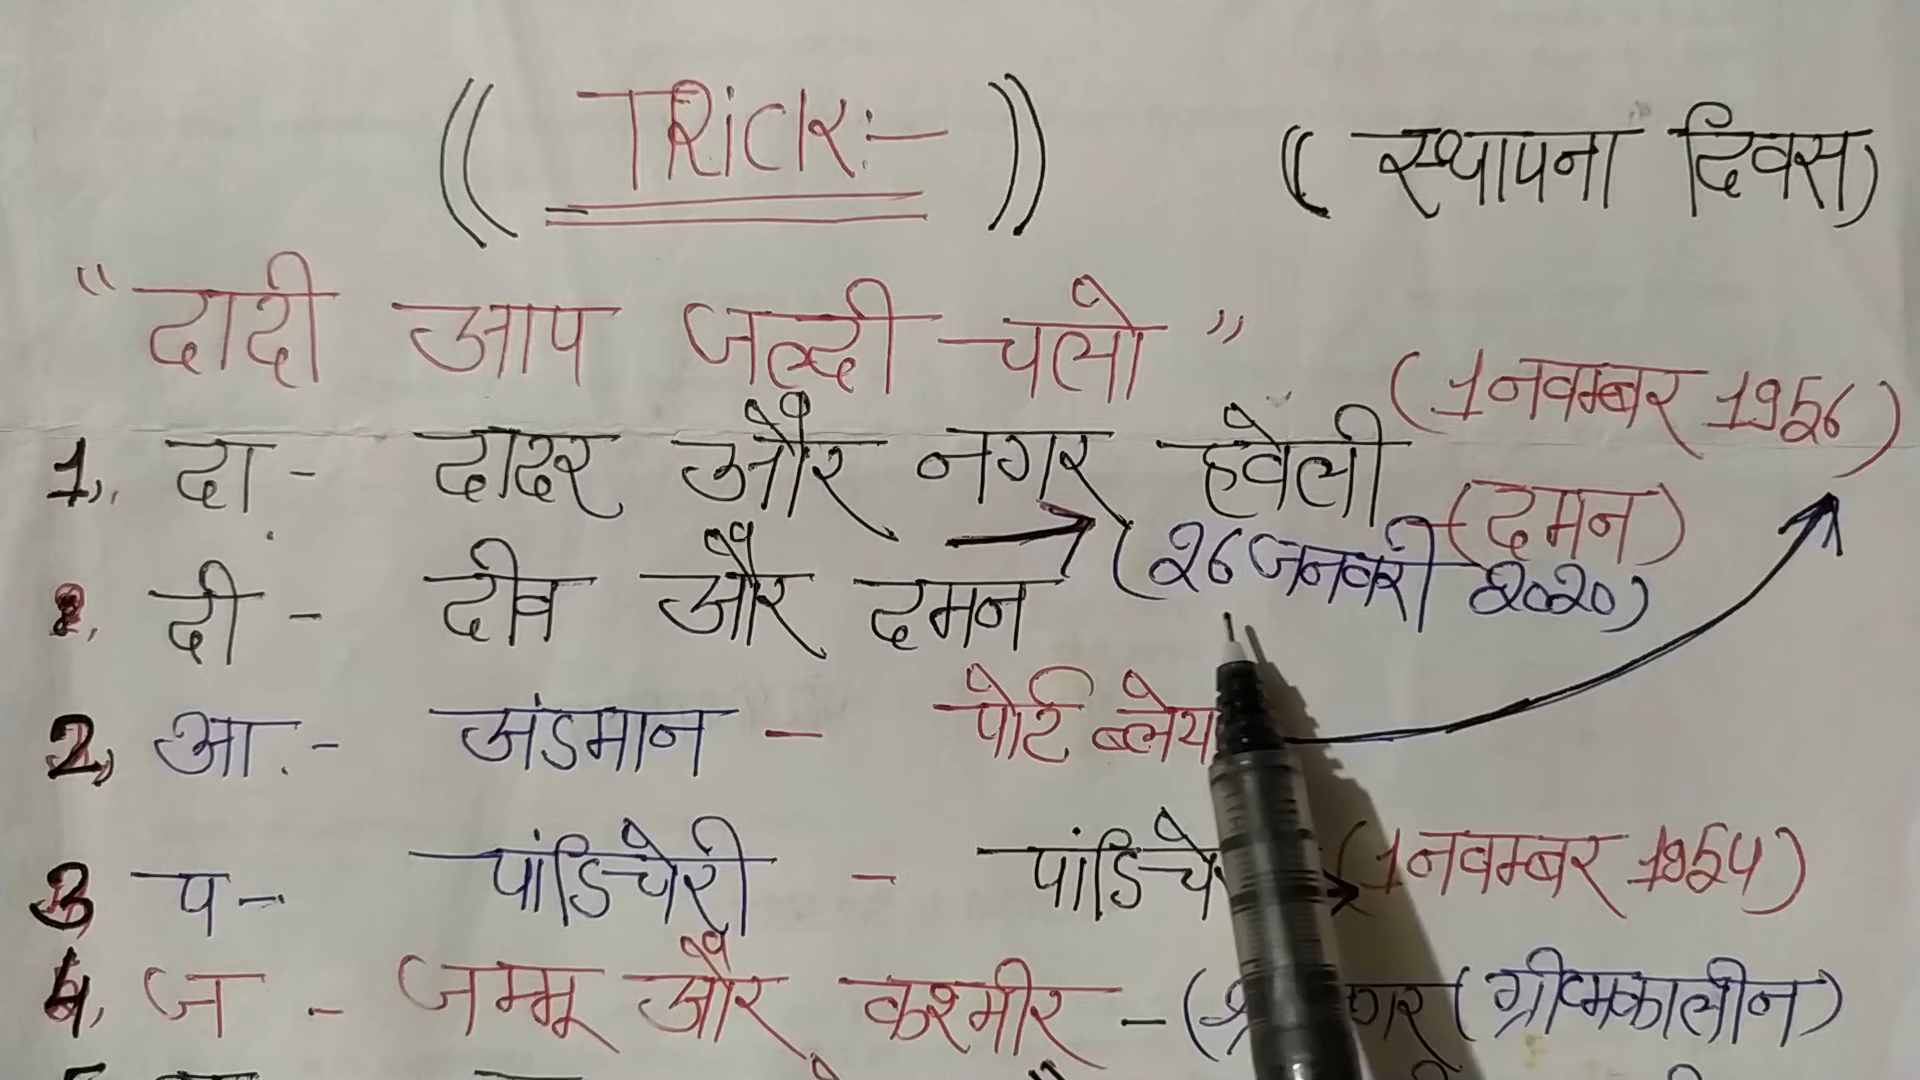 (( TRiCK:- )) (( स्थापना दिवस)
"दादी आप जल्दी चलो"
(1 नवम्बर 1956)
1, दा - दादर और नगर हवेली (दमन)
→ (26 जनवरी 2020)
दी - दीव और दमन
2, आ :- अंडमान - पोर्ट ब्लेय
3 प - पांडिचेरी - पांडिचे (1 नवम्बर 1954)
4, ज - जम्मू और कश्मीर - ( (ग्रीष्मकालीन)